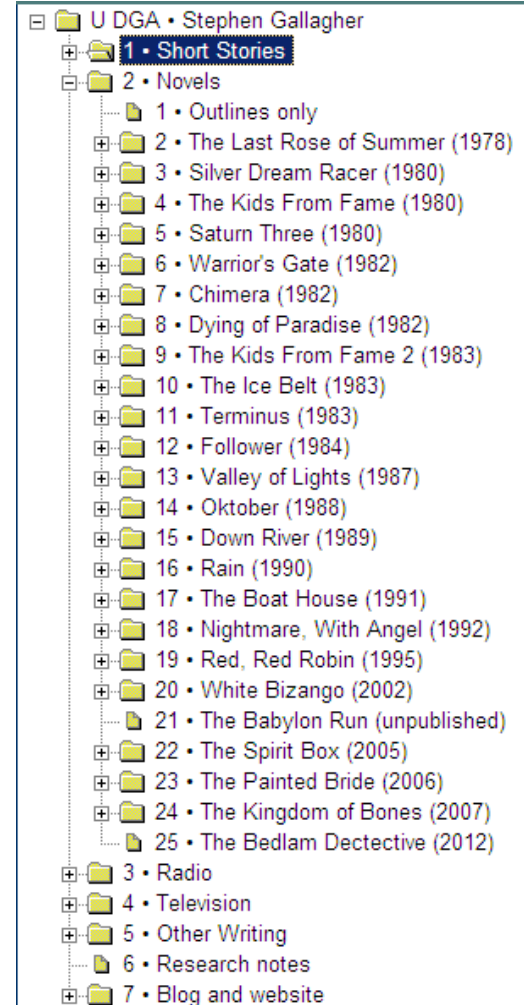 U DGA • Stephen Gallagher
1 • Short Stories
2 • Novels
1 • Outlines only
2 • The Last Rose of Summer (1978)
3 • Silver Dream Racer (1980)
4 • The Kids From Fame (1980)
5 • Saturn Three (1980)
6 • Warrior's Gate (1982)
7 • Chimera (1982)
8 • Dying of Paradise (1982)
9 • The Kids From Fame 2 (1983)
10 • The Ice Belt (1983)
11 • Terminus (1983)
12 • Follower (1984)
13 • Valley of Lights (1987)
14 • Oktober (1988)
15 • Down River (1989)
16 • Rain (1990)
17 • The Boat House (1991)
18 • Nightmare, With Angel (1992)
19 • Red, Red Robin (1995)
20 • White Bizango (2002)
21 • The Babylon Run (unpublished)
22 • The Spirit Box (2005)
23 • The Painted Bride (2006)
24 • The Kingdom of Bones (2007)
25 • The Bedlam Dectective (2012)
3 • Radio
4 • Television
5 • Other Writing
6 • Research notes
7 • Blog and website